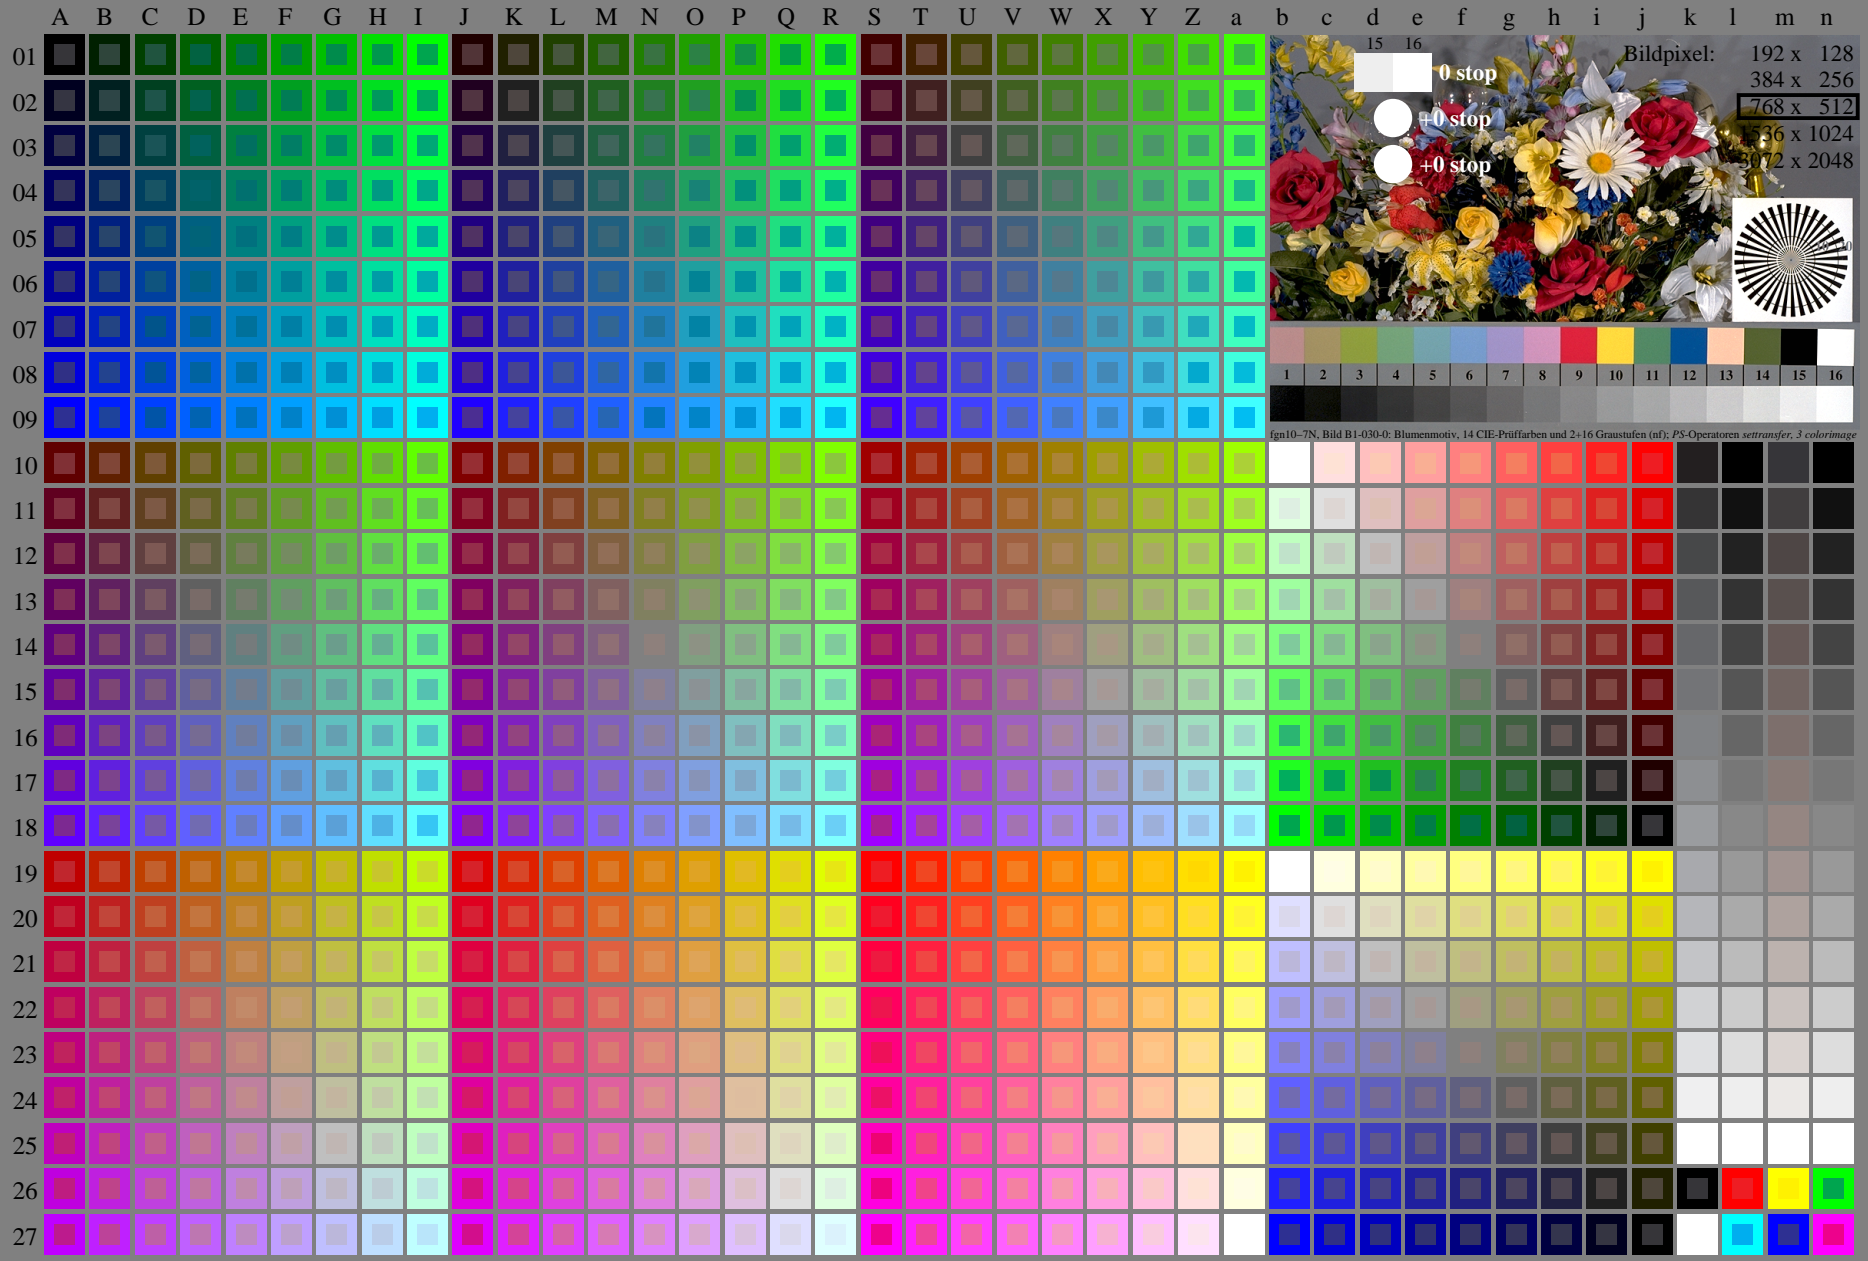 A B C D E F G H I J K L M N O P Q R S T U V W X Y Z a b c d e f g h i j k l m n
01
02
03
04
05
06
07
08
09
10
11
12
13
14
15
16
17
18
19
20
21
22
23
24
25
26
27
15 16
0 stop
+0 stop
+0 stop
Bildpixel: 192 x 128
384 x 256
768 x 512
1536 x 1024
3072 x 2048
1 2 3 4 5 6 7 8 9 10 11 12 13 14 15 16
fgn10–7N, Bild B1-030-0: Blumenmotiv, 14 CIE-Prüffarben und 2+16 Graustufen (nf); PS-Operatoren settransfer, 3 colorimage